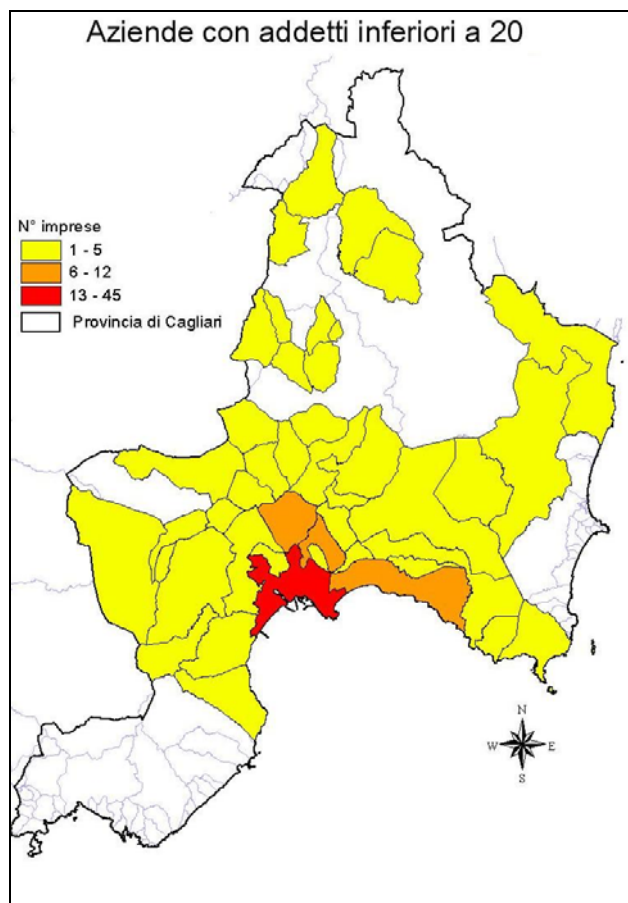 Aziende con addetti inferiori a 20
N° imprese
1 - 5
6 - 12
13 - 45
Provincia di Cagliari
N
W E
S